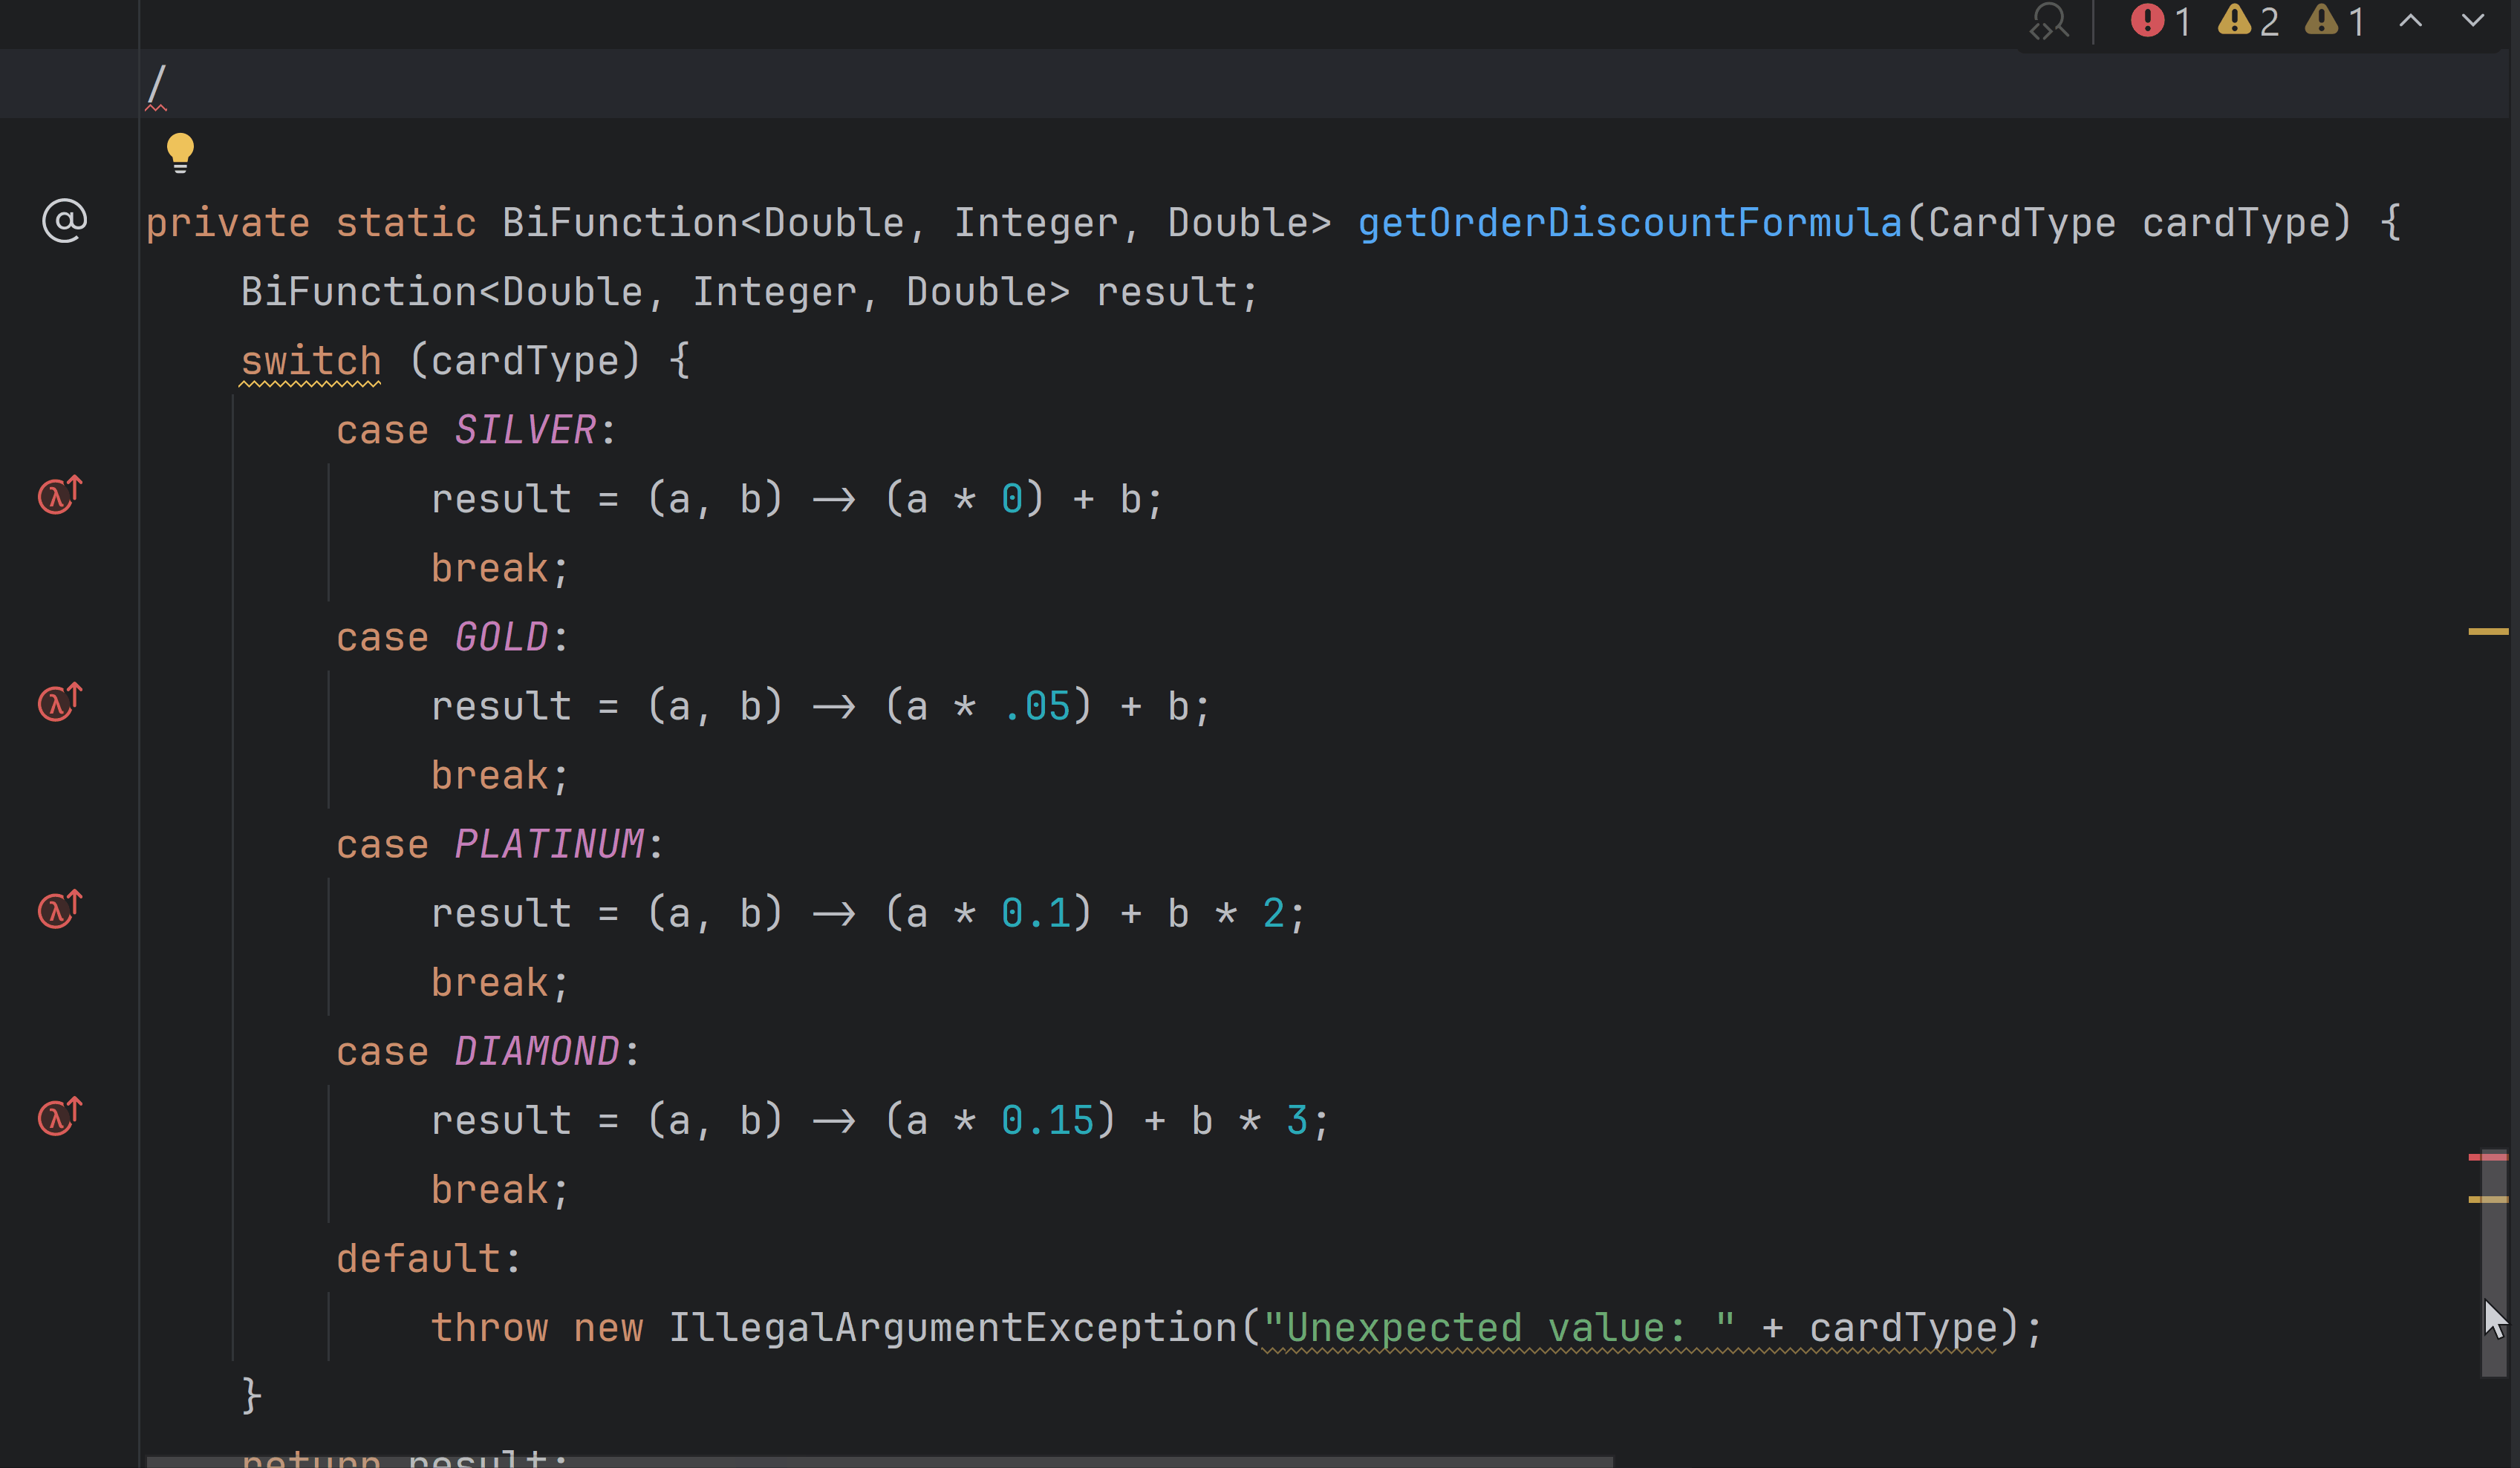 1 2 1
/
@ private static BiFunction<Double, Integer, Double> getOrderDiscountFormula(CardType cardType) {
BiFunction<Double, Integer, Double> result;
switch (cardType) {
case SILVER:
result = (a, b) -> (a * 0) + b;
break;
case GOLD:
result = (a, b) -> (a * .05) + b;
break;
case PLATINUM:
result = (a, b) -> (a * 0.1) + b * 2;
break;
case DIAMOND:
result = (a, b) -> (a * 0.15) + b * 3;
break;
default:
throw new IllegalArgumentException("Unexpected value: " + cardType);
}
return result;